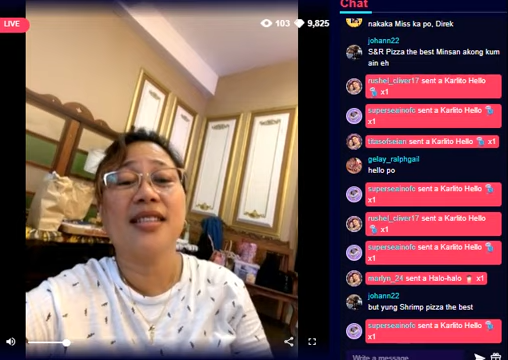 LIVE
103
9,825
Chat
nakaka Miss ka po, Direk
johann22
S&R Pizza the best Minsan akong kum
ain eh
rushel_cliver17 sent a Karlito Hello
x1
supersexinofc sent a Karlito Hello
x1
titasofseian sent a Karlito Hello x1
gelay_ralphgail
hello po
supersexinofc sent a Karlito Hello
x1
rushel_cliver17 sent a Karlito Hello
x1
supersexinofc sent a Karlito Hello
x1
marlyn_24 sent a Halo-halo x1
johann22
but yung Shrimp pizza the best
supersexinofc sent a Karlito Hello
x1
Write a message